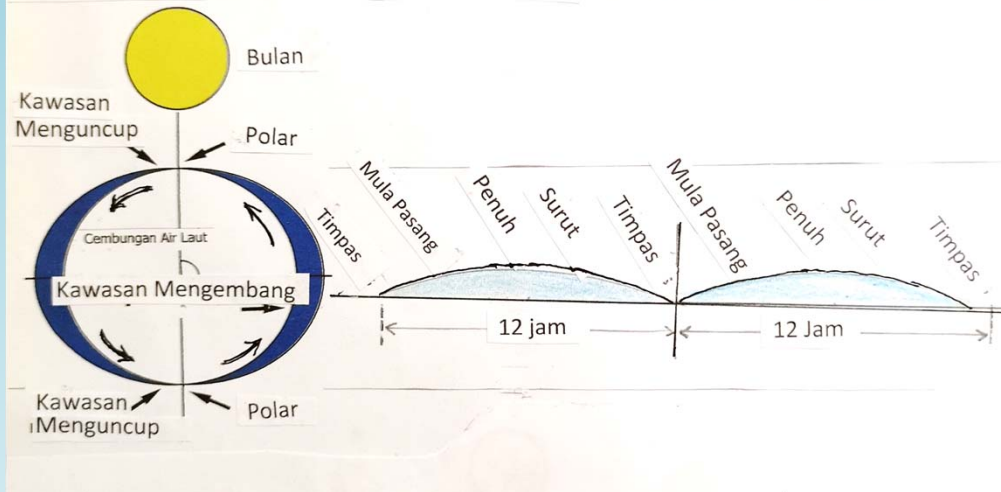 Bulan
Kawasan
Menguncup
Polar
Cembungan Air Laut
Kawasan Mengembang
Kawasan
Menguncup
Polar
Timpas
Mula Pasang
Penuh
Surut
Timpas
Mula Pasang
Penuh
Surut
Timpas
12 jam
12 Jam